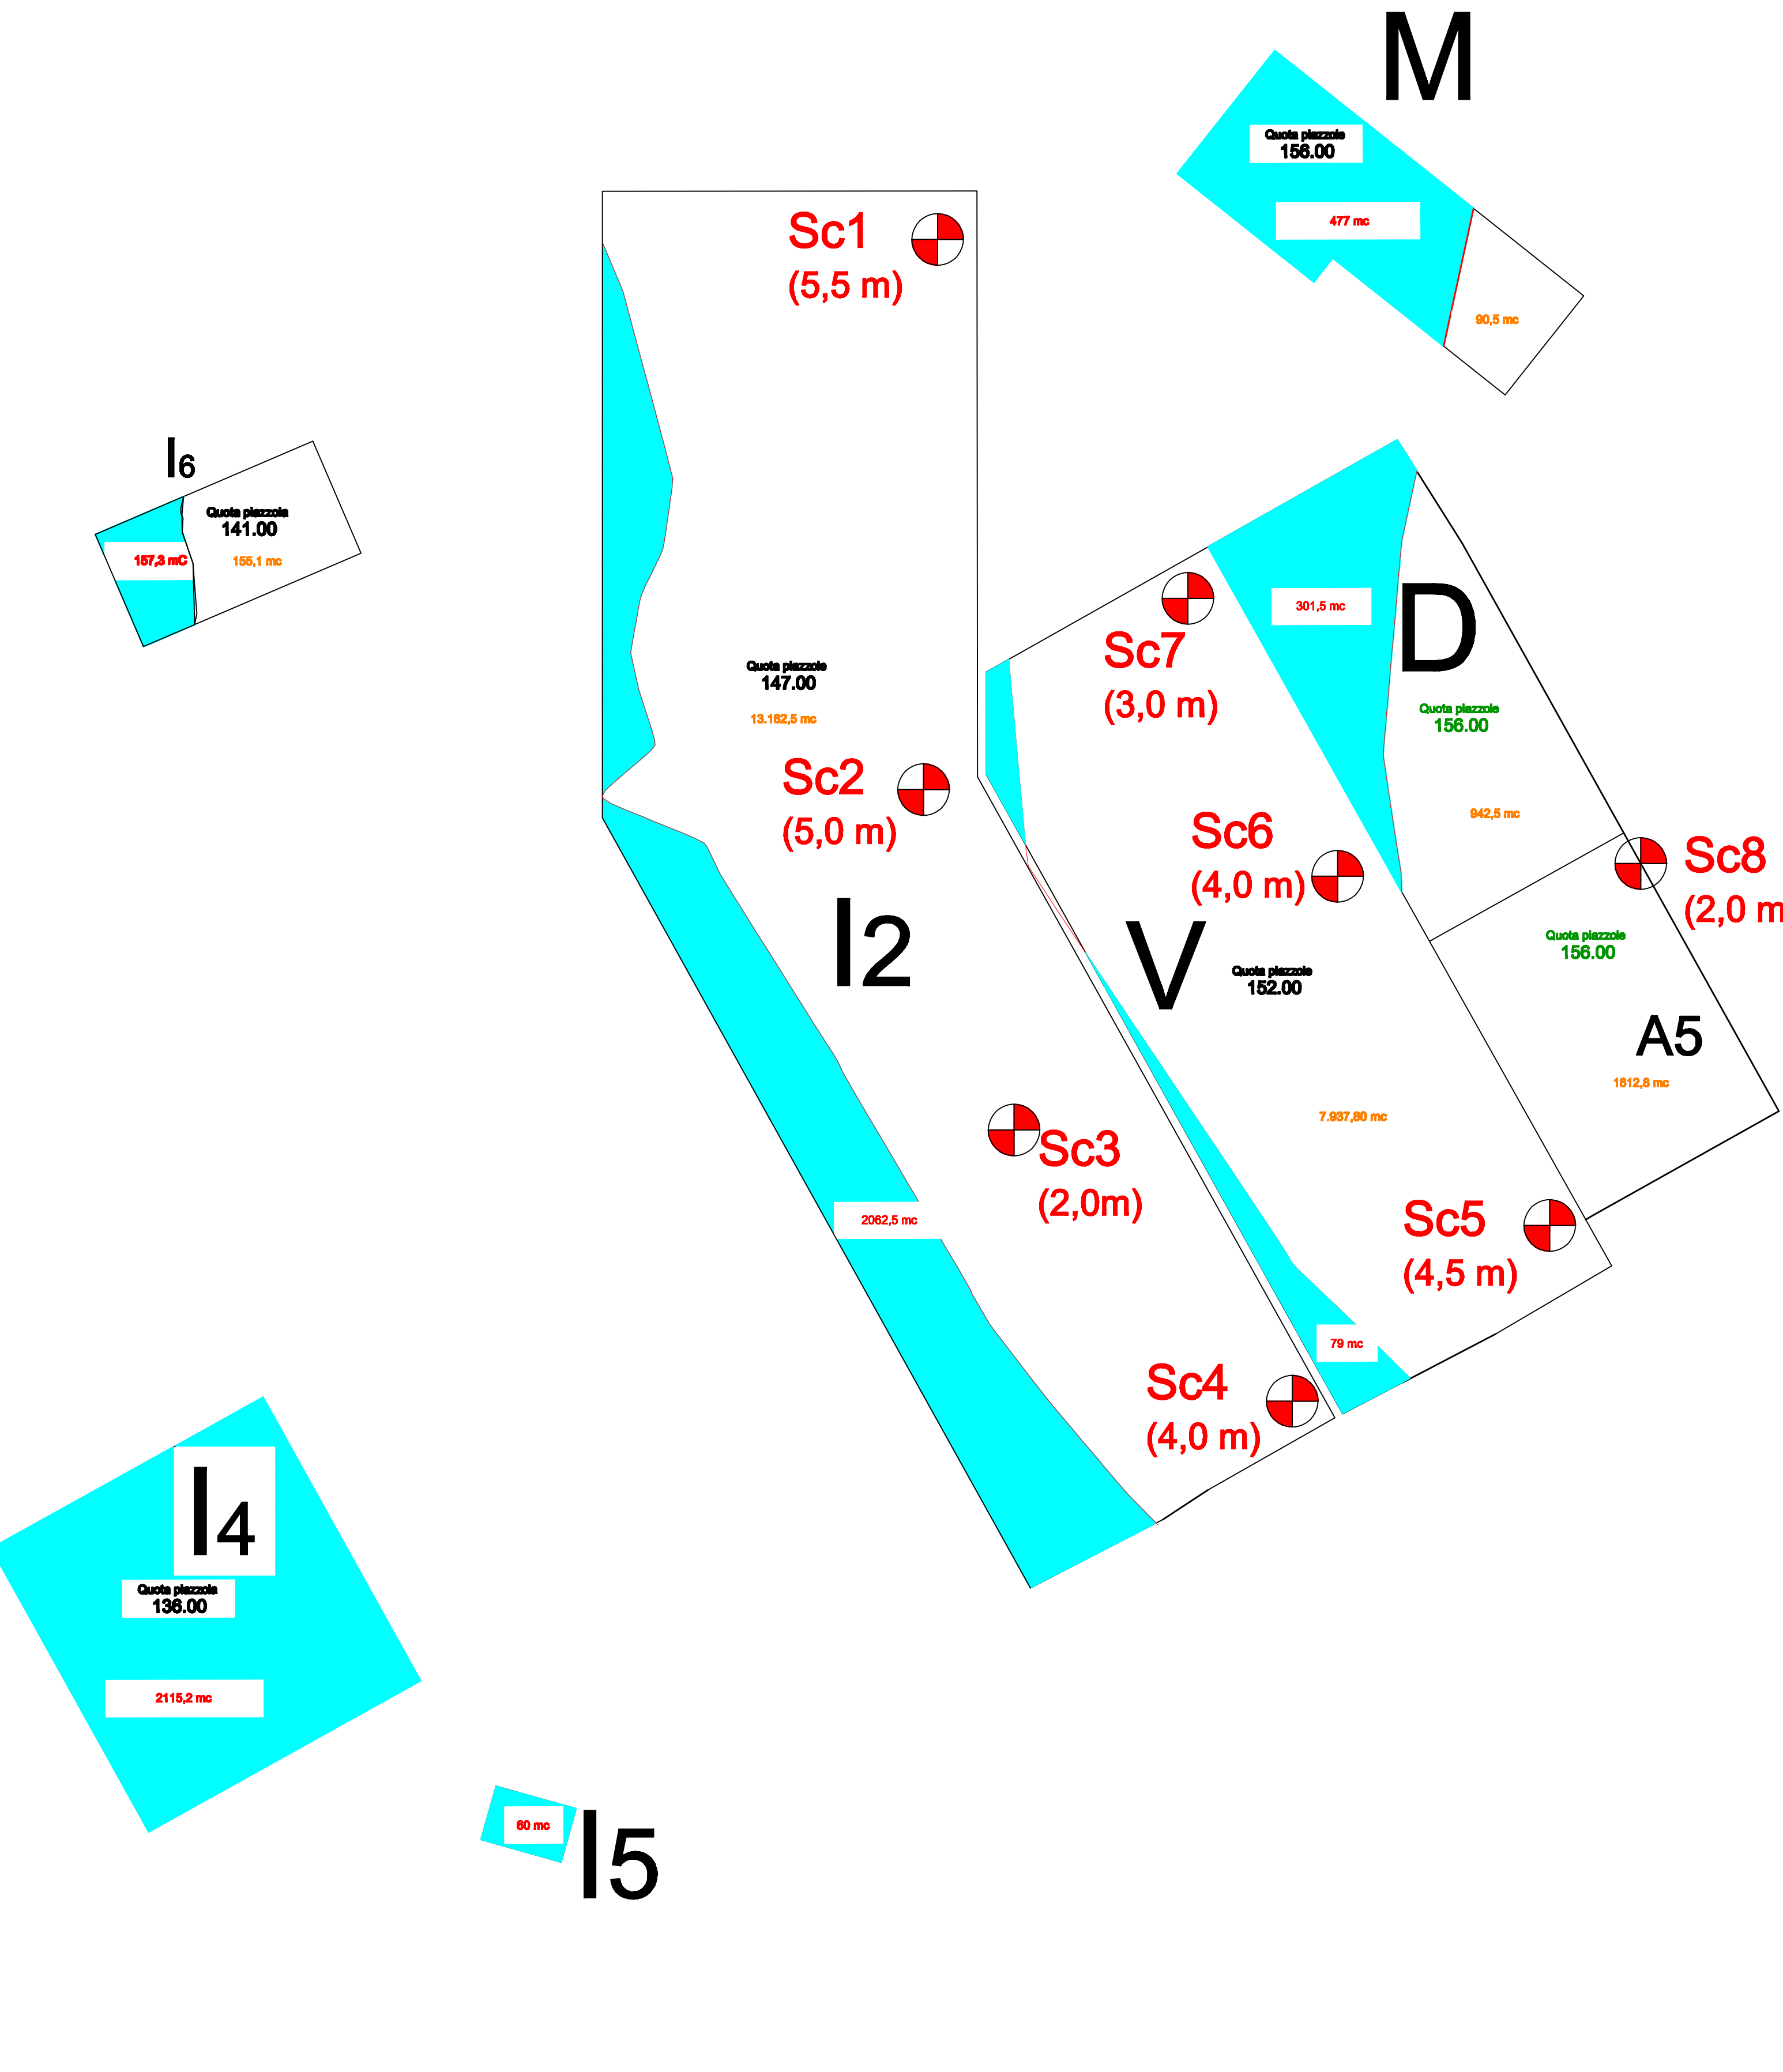 M
Quota piazzole
156.00
477 mc
90,5 mc
Sc1
(5,5 m)
I6
Quota piazzola
141.00
157,3 mC
155,1 mc
Quota piazzole
147.00
13.162,5 mc
Sc2
(5,0 m)
I2
Sc3
(2,0m)
2062,5 mc
Sc4
(4,0 m)
Sc7
(3,0 m)
301,5 mc
D
Quota piazzole
156.00
942,5 mc
Sc6
(4,0 m)
V
Quota piazzole
152.00
7.937,80 mc
Sc8
(2,0 m
Quota piazzole
156.00
A5
1612,8 mc
Sc5
(4,5 m)
79 mc
I4
Quota piazzola
136.00
2115,2 mc
60 mc
I5